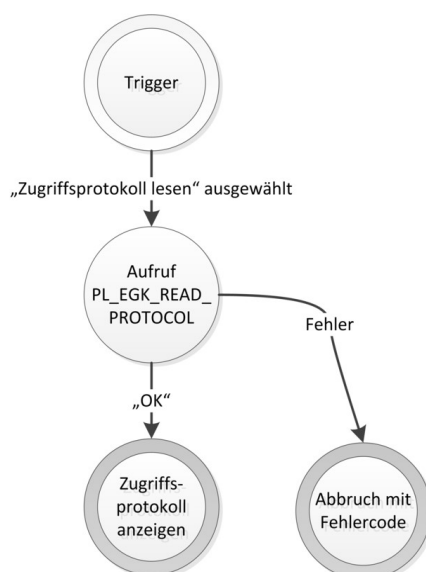 Trigger
„Zugriffsprotokoll lesen“ ausgewählt
Aufruf
PL_EGK_READ_
PROTOCOL
Fehler
„OK“
Zugriffs-
protokoll
anzeigen
Abbruch mit
Fehlercode